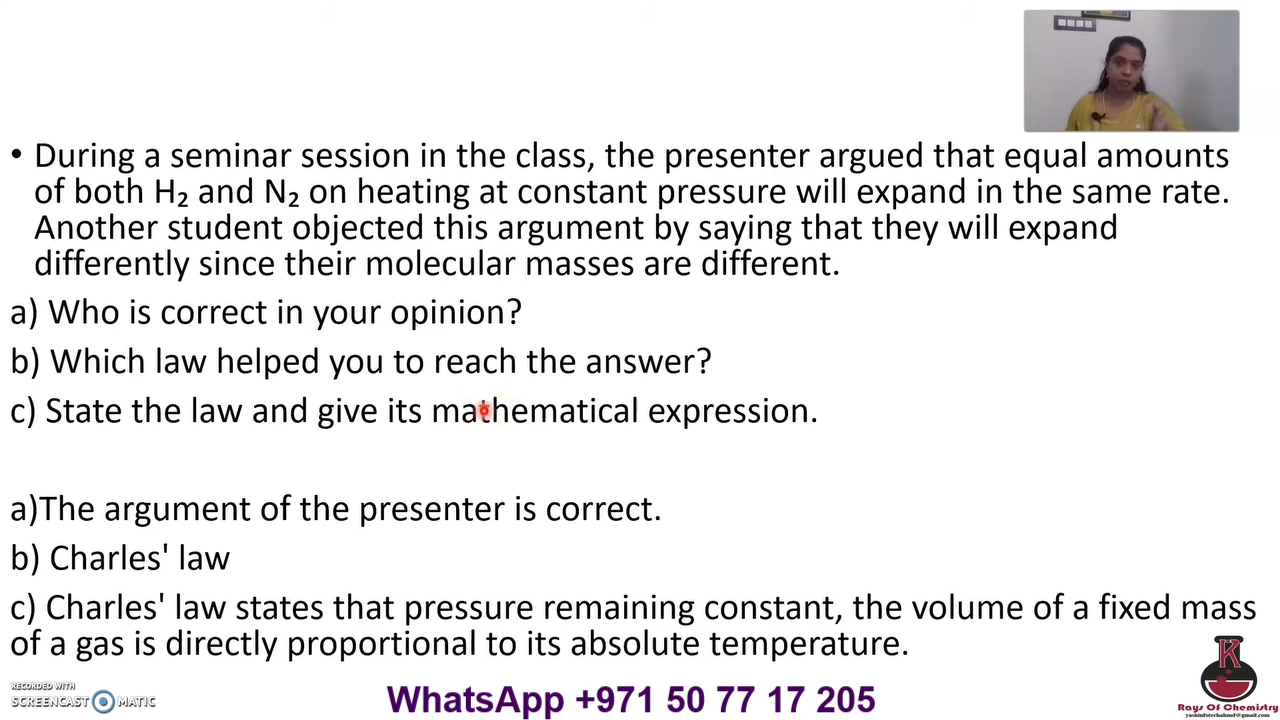 • During a seminar session in the class, the presenter argued that equal amounts
of both H₂ and N₂ on heating at constant pressure will expand in the same rate.
Another student objected this argument by saying that they will expand
differently since their molecular masses are different.
a) Who is correct in your opinion?
b) Which law helped you to reach the answer?
c) State the law and give its mathematical expression.
a)The argument of the presenter is correct.
b) Charles' law
c) Charles' law states that pressure remaining constant, the volume of a fixed mass
of a gas is directly proportional to its absolute temperature.
RECORDED WITH
SCREENCAST MATIC
WhatsApp +971 50 77 17 205
K
Rays Of Chemistry